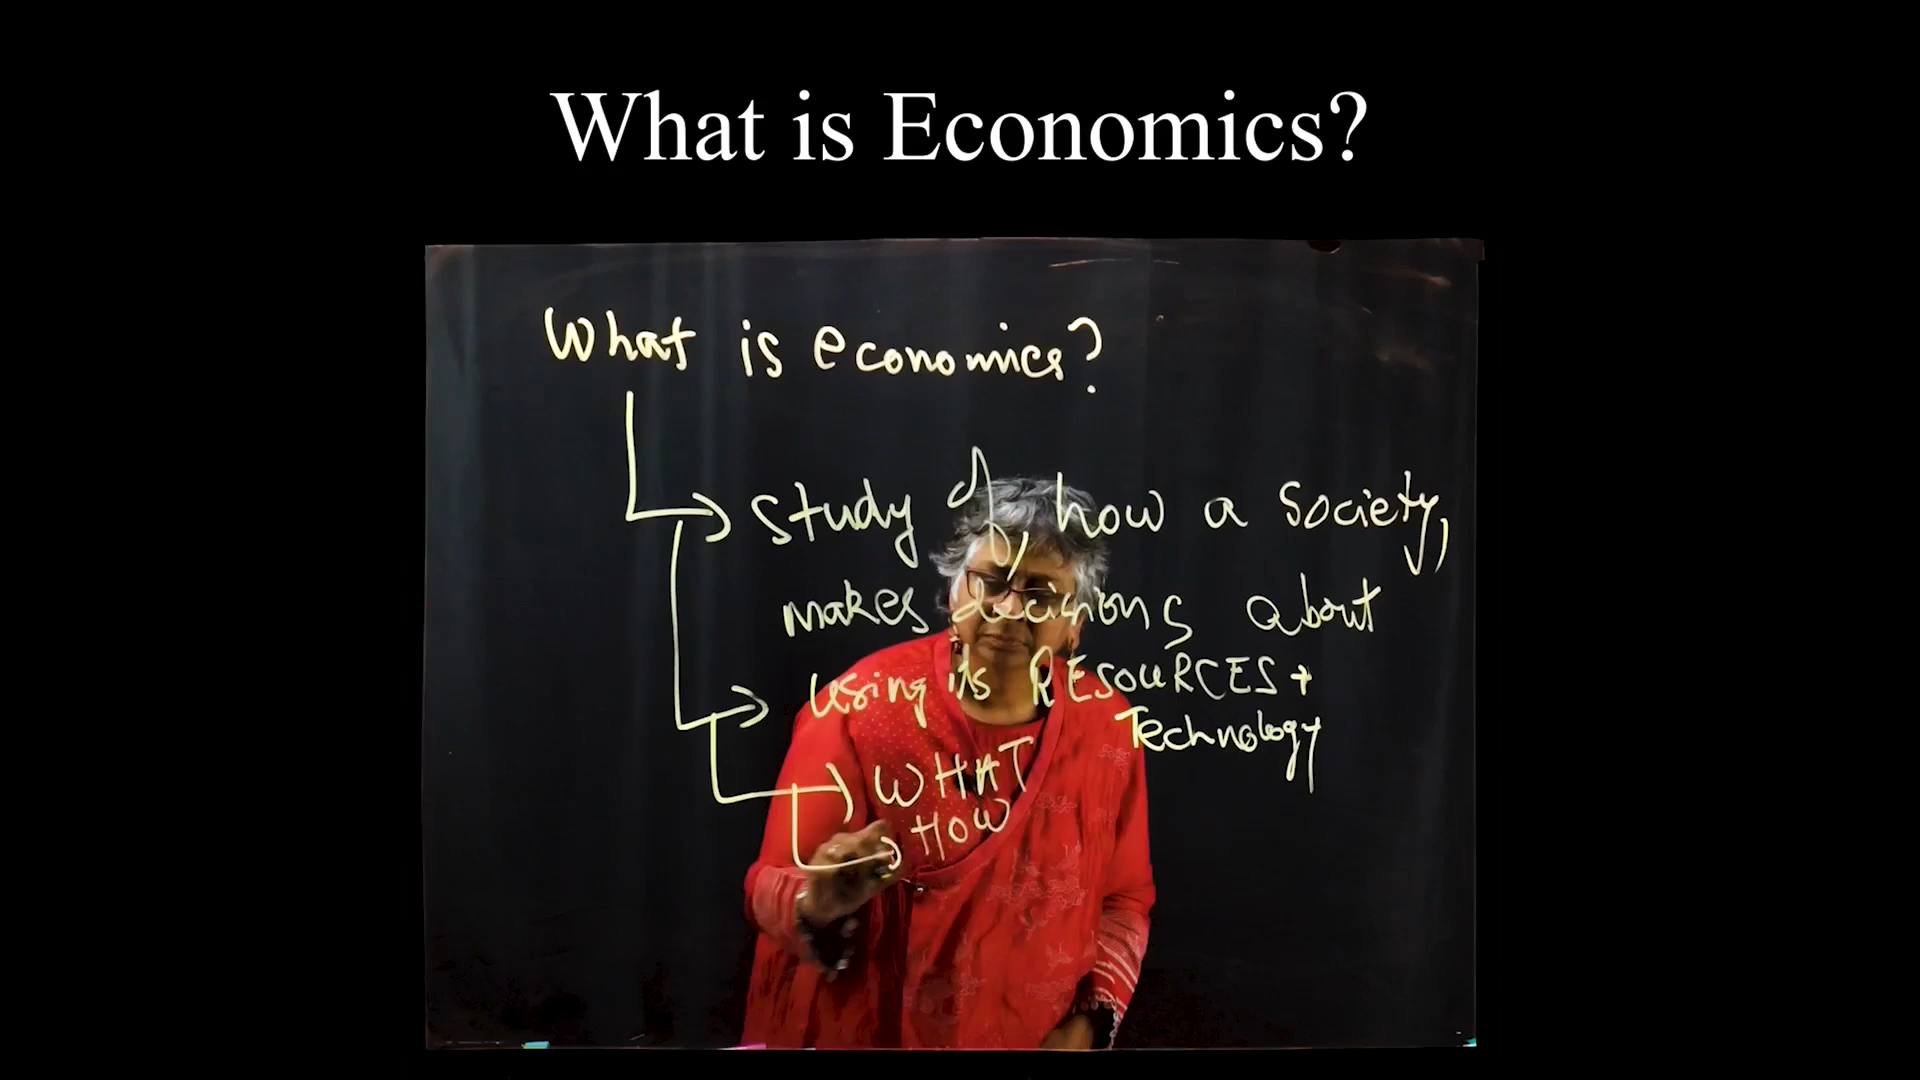 What is Economics?
What is economics?
Study of, how a society,
makes decisions about
using its RESOURCES +
Technology
WHAT
HOW